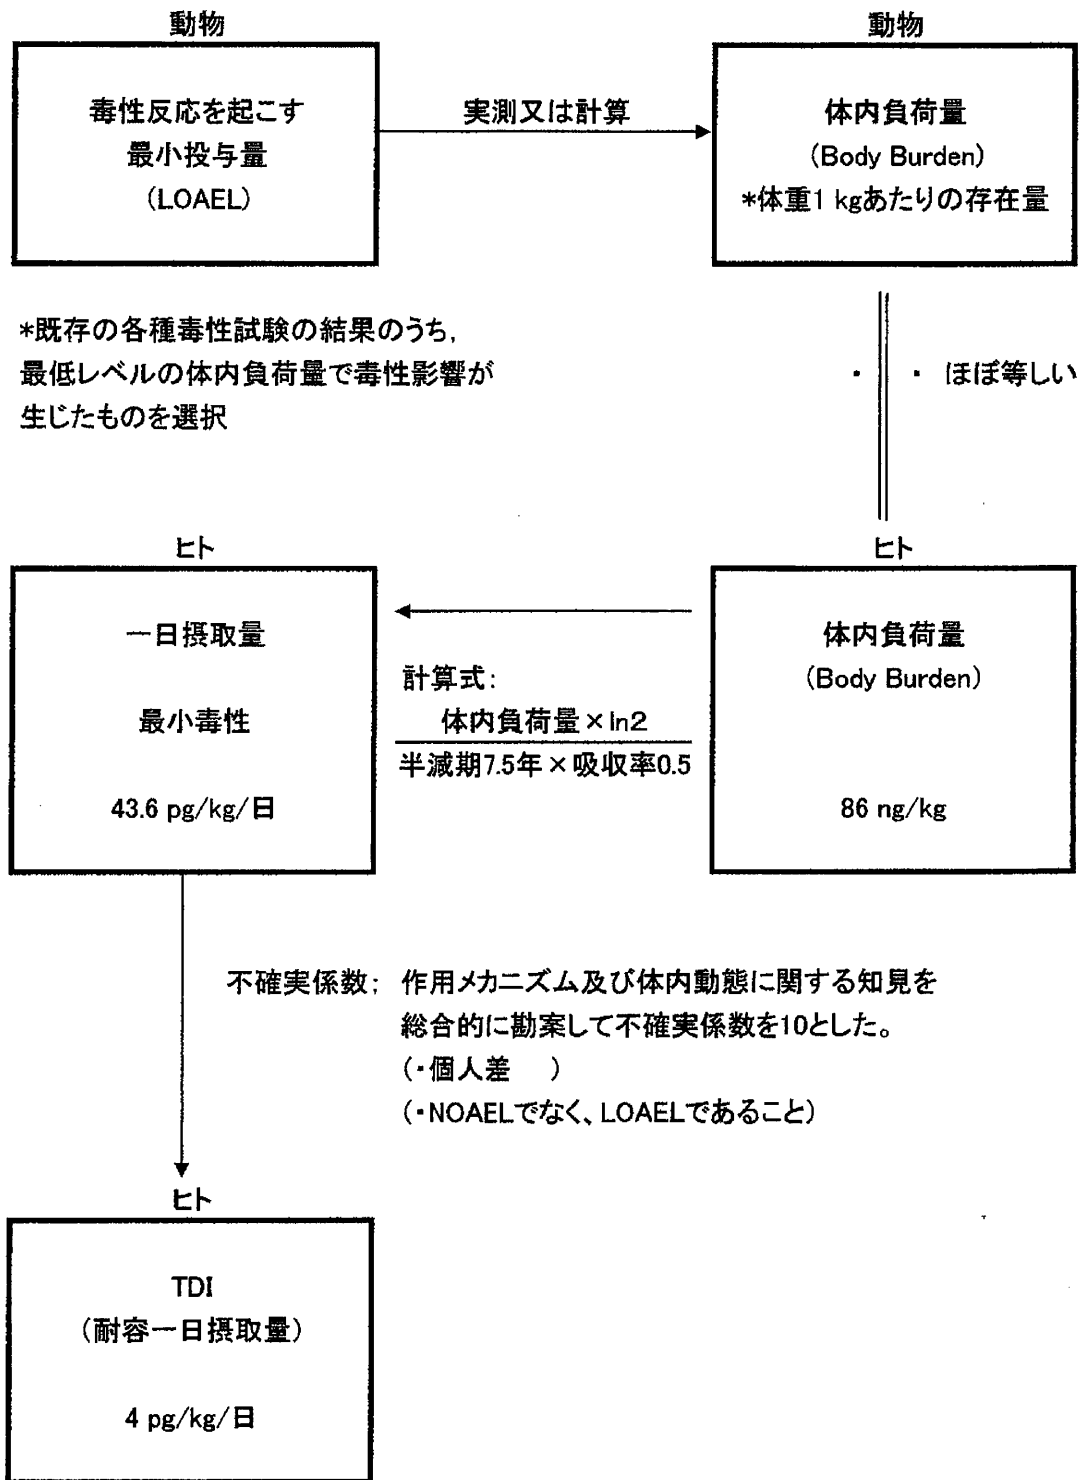 動物
毒性反応を起こす
最小投与量
(LOAEL)
実測又は計算
動物
体内負荷量
(Body Burden)
*体重1 kgあたりの存在量
*既存の各種毒性試験の結果のうち,
最低レベルの体内負荷量で毒性影響が
生じたものを選択
・ ・ ほぼ等しい
ヒト
一日摂取量
最小毒性
43.6 pg/kg/日
計算式:
体内負荷量×ln2
半減期7.5年×吸収率0.5
ヒト
体内負荷量
(Body Burden)
86 ng/kg
不確実係数; 作用メカニズム及び体内動態に関する知見を
総合的に勘案して不確実係数を10とした。
(・個人差 )
(・NOAELでなく、LOAELであること)
ヒト
TDI
(耐容一日摂取量)
4 pg/kg/日